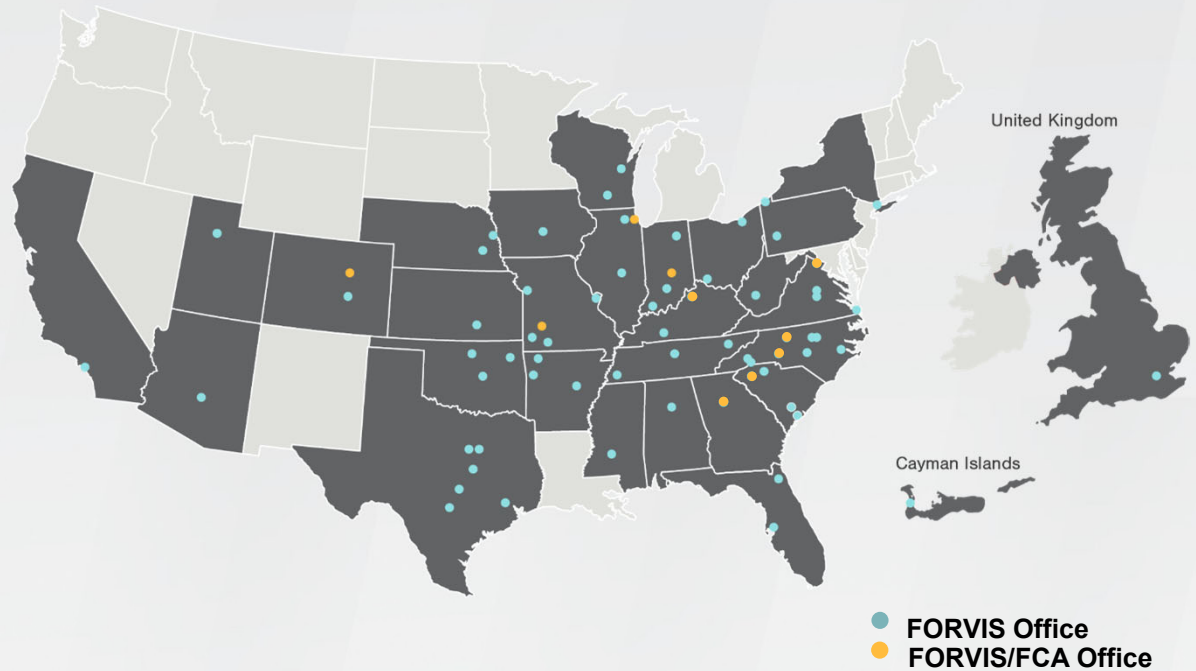 United Kingdom
Cayman Islands
FORVIS Office
FORVIS/FCA Office